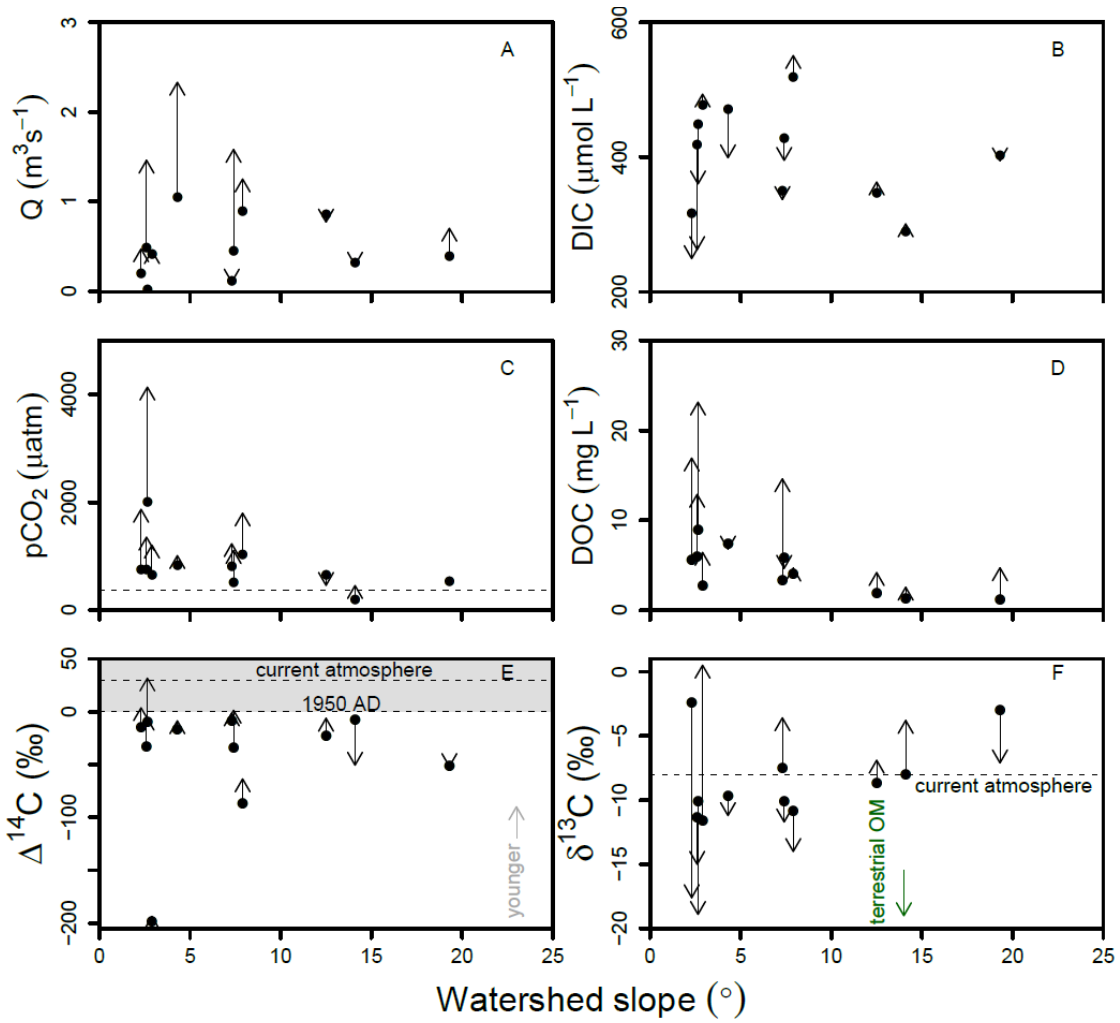 3
2
1
0
Q (m³s⁻¹)
A
600
400
200
DIC (µmol L⁻¹)
B
4000
2000
0
pCO₂ (µatm)
C
30
20
10
0
DOC (mg L⁻¹)
D
50
0
−100
−200
Δ¹⁴C (‰)
current atmosphere
1950 AD
E
younger
0 5 10 15 20 25
0
−5
−10
−15
−20
δ¹³C (‰)
F
current atmosphere
terrestrial OM
0 5 10 15 20 25
Watershed slope (°)